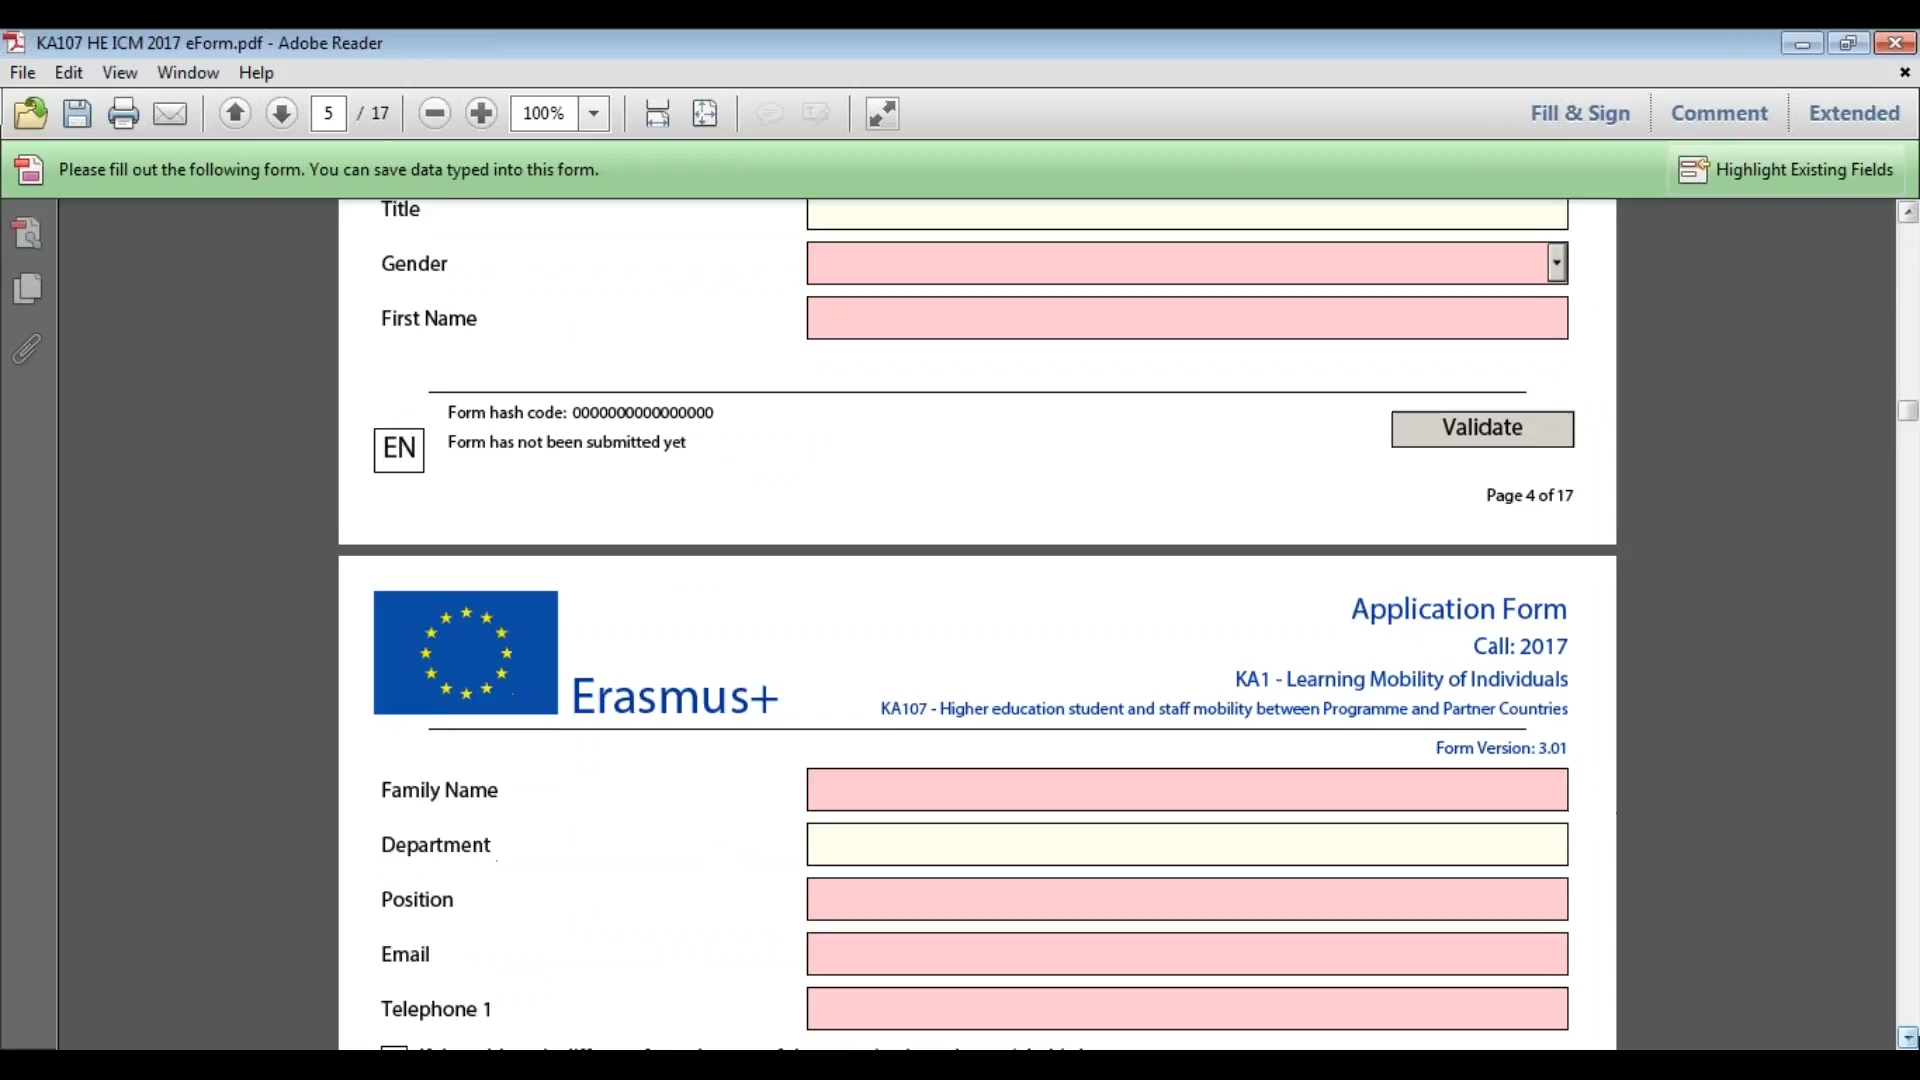 KA107 HE ICM 2017 eForm.pdf - Adobe Reader
File Edit View Window Help
5 / 17 100% Fill & Sign Comment Extended
Please fill out the following form. You can save data typed into this form. Highlight Existing Fields
Title
Gender
First Name
Form hash code: 0000000000000000
Validate
EN
Form has not been submitted yet
Page 4 of 17
Application Form
Call: 2017
KA1 - Learning Mobility of Individuals
Erasmus+
KA107 - Higher education student and staff mobility between Programme and Partner Countries
Form Version: 3.01
Family Name
Department
Position
Email
Telephone 1